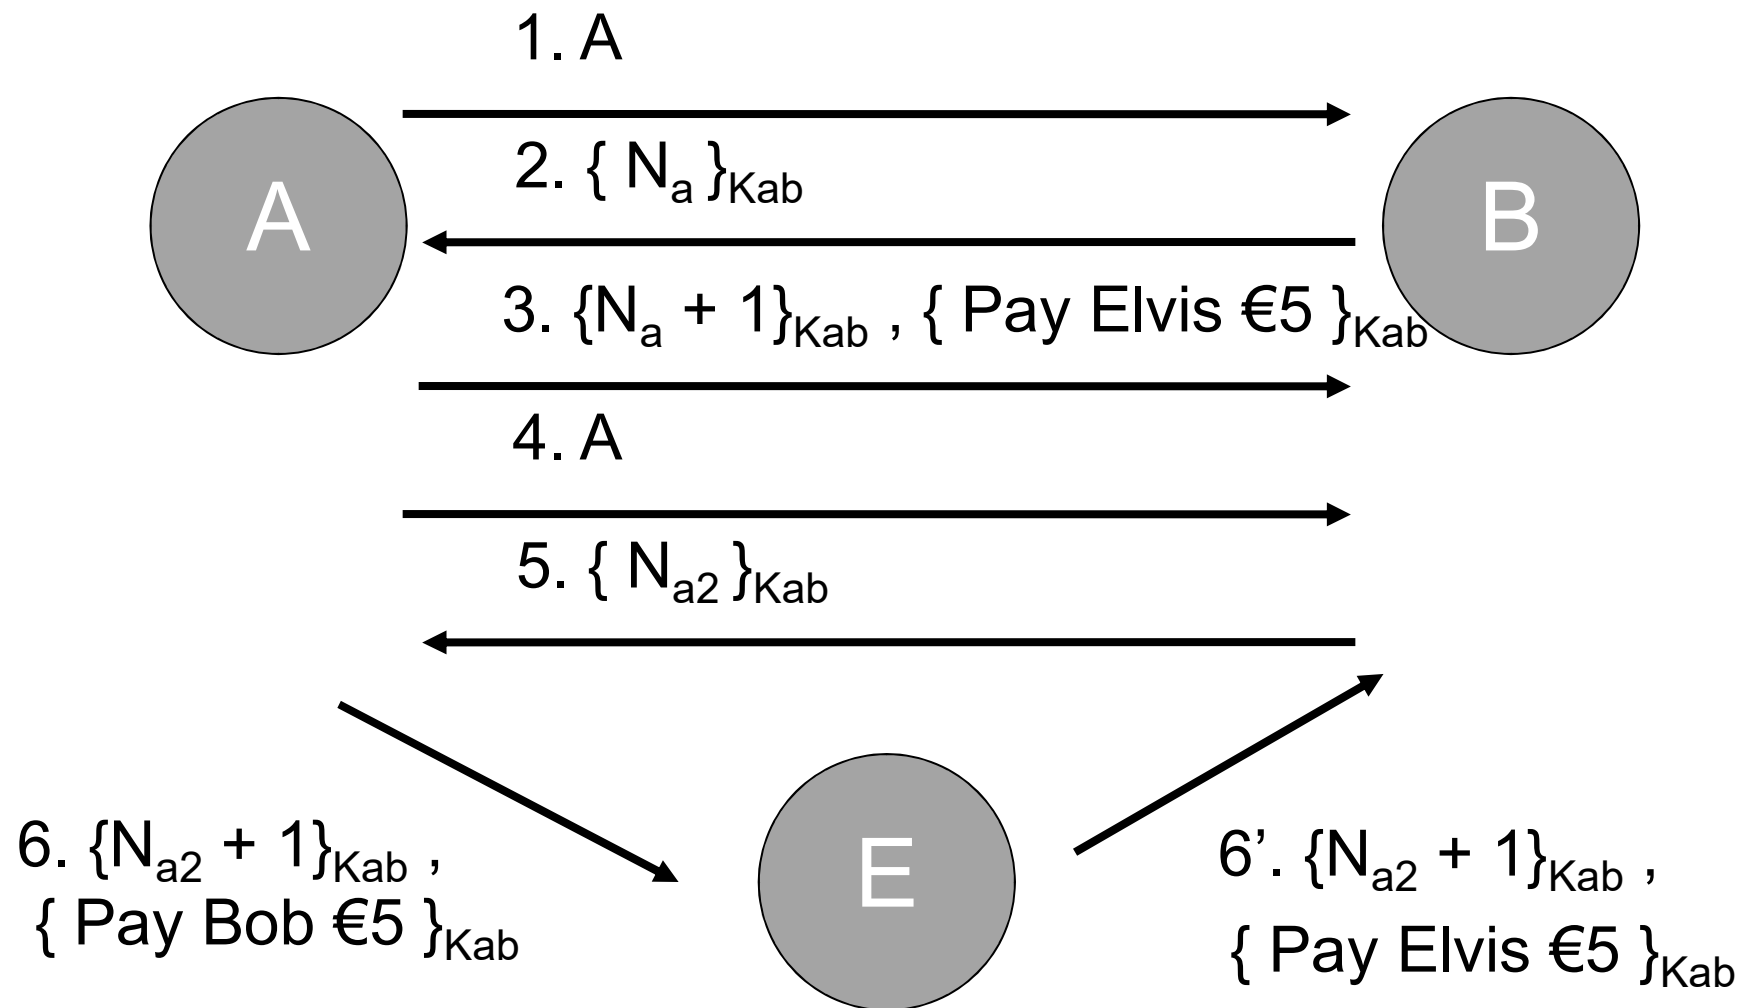 1. A
A
2. { Nₐ }Kab
B
3. {Nₐ + 1}Kab , { Pay Elvis €5 }Kab
4. A
5. { Nₐ₂ }Kab
6. {Nₐ₂ + 1}Kab ,
{ Pay Bob €5 }Kab
E
6’. {Nₐ₂ + 1}Kab ,
{ Pay Elvis €5 }Kab